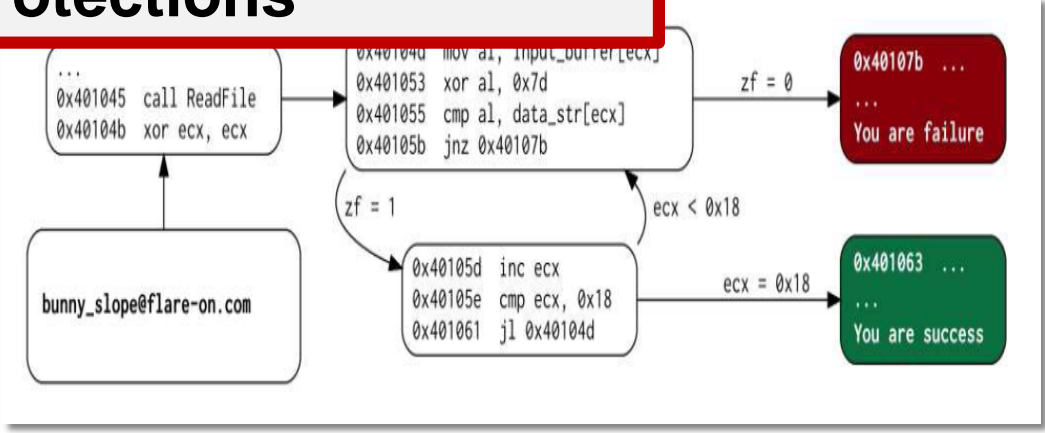 otections
...
0x401045 call ReadFile
0x40104b xor ecx, ecx
0x40104d mov al, input_buffer[ecx]
0x401053 xor al, 0x7d
0x401055 cmp al, data_str[ecx]
0x40105b jnz 0x40107b
zf = 0
0x40107b ...
...
You are failure
zf = 1
ecx < 0x18
bunny_slope@flare-on.com
0x40105d inc ecx
0x40105e cmp ecx, 0x18
0x401061 jl 0x40104d
ecx = 0x18
0x401063 ...
...
You are success